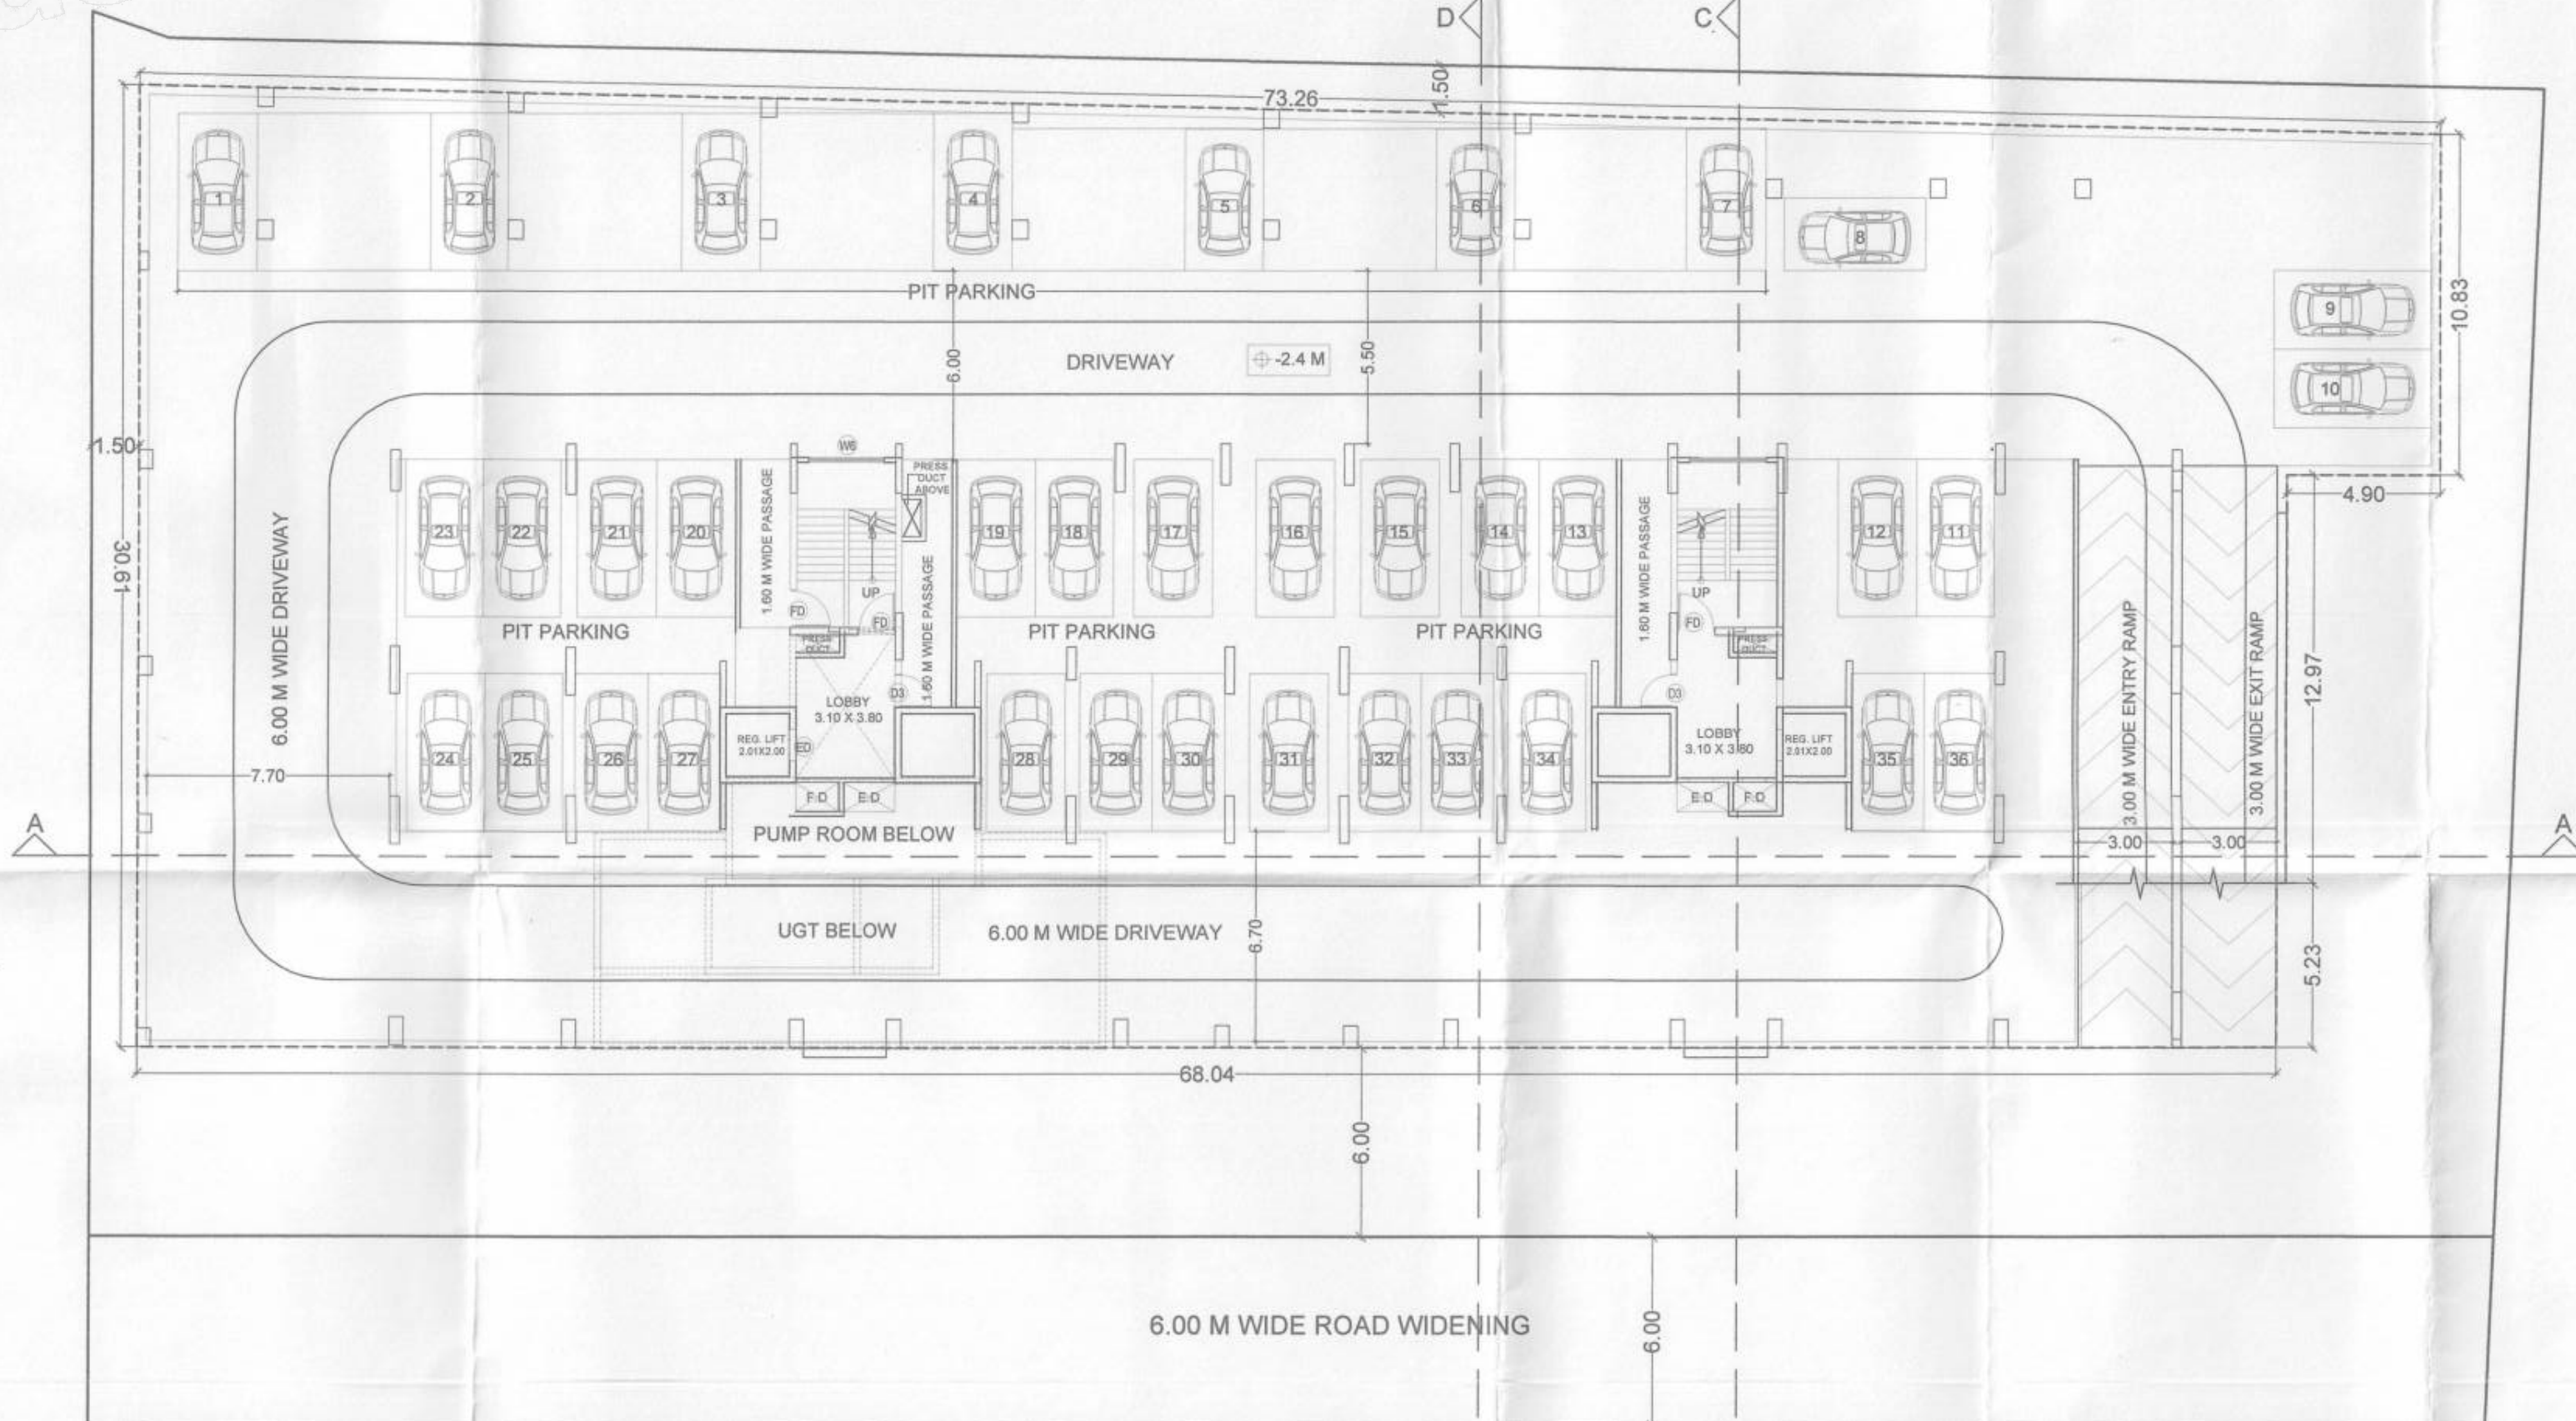 D
C
1.50
73.26
1
2
3
4
5
6
7
8
9
10
10.83
PIT PARKING
6.00
DRIVEWAY
-2.4 M
5.50
1.50
30.61
4.90
W6
PRESS
DUCT
ABOVE
6.00 M WIDE DRIVEWAY
23
22
21
20
1.60 M WIDE PASSAGE
UP
FD
FD
1.60 M WIDE PASSAGE
19
18
17
16
15
14
13
1.60 M WIDE PASSAGE
UP
FD
12
11
PIT PARKING
PIT PARKING
PIT PARKING
PRESS
DUCT
PRESS
DUCT
3.00 M WIDE ENTRY RAMP
3.00 M WIDE EXIT RAMP
12.97
D3
D3
LOBBY
3.10 X 3.80
REG. LIFT
2.01X2.00
ED
LOBBY
3.10 X 3.80
REG. LIFT
2.01X2.00
7.70
24
25
26
27
28
29
30
31
32
33
34
35
36
F.D
E.D
E.D
F.D
A
PUMP ROOM BELOW
3.00
3.00
A
UGT BELOW
6.00 M WIDE DRIVEWAY
6.70
5.23
68.04
6.00
6.00 M WIDE ROAD WIDENING
6.00